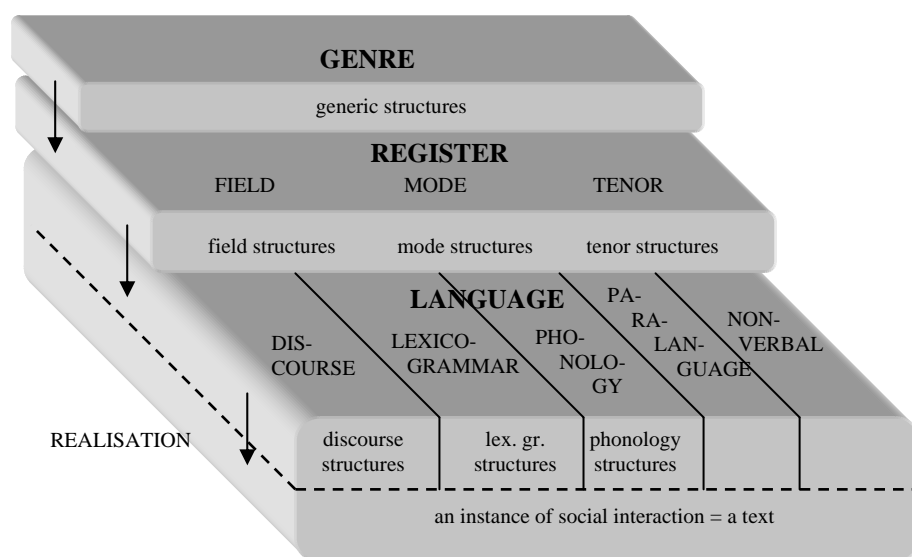 GENRE
generic structures
REGISTER
FIELD MODE TENOR
field structures mode structures tenor structures
LANGUAGE
DIS-
COURSE
LEXICO-
GRAMMAR
PHO-
NOLO-
GY
PA-
RA-
LAN-
GUAGE
NON-
VERBAL
REALISATION
discourse
structures
lex. gr.
structures
phonology
structures
an instance of social interaction = a text